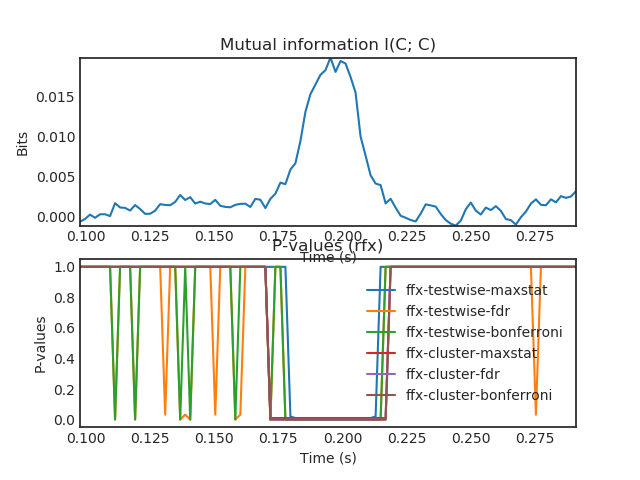 Mutual information I(C; C)
Bits
0.015
0.010
0.005
0.000
0.100 0.125 0.150 0.175 0.200 0.225 0.250 0.275
Time (s)
P-values (rfx)
P-values
1.0
0.8
0.6
0.4
0.2
0.0
ffx-testwise-maxstat
ffx-testwise-fdr
ffx-testwise-bonferroni
ffx-cluster-maxstat
ffx-cluster-fdr
ffx-cluster-bonferroni
0.100 0.125 0.150 0.175 0.200 0.225 0.250 0.275
Time (s)